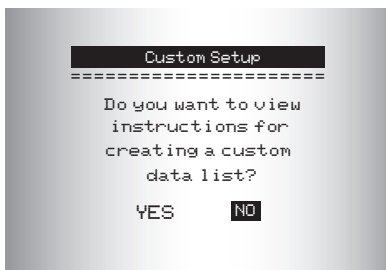 Custom Setup
======================
Do you want to view
instructions for
creating a custom
data list?
YES NO